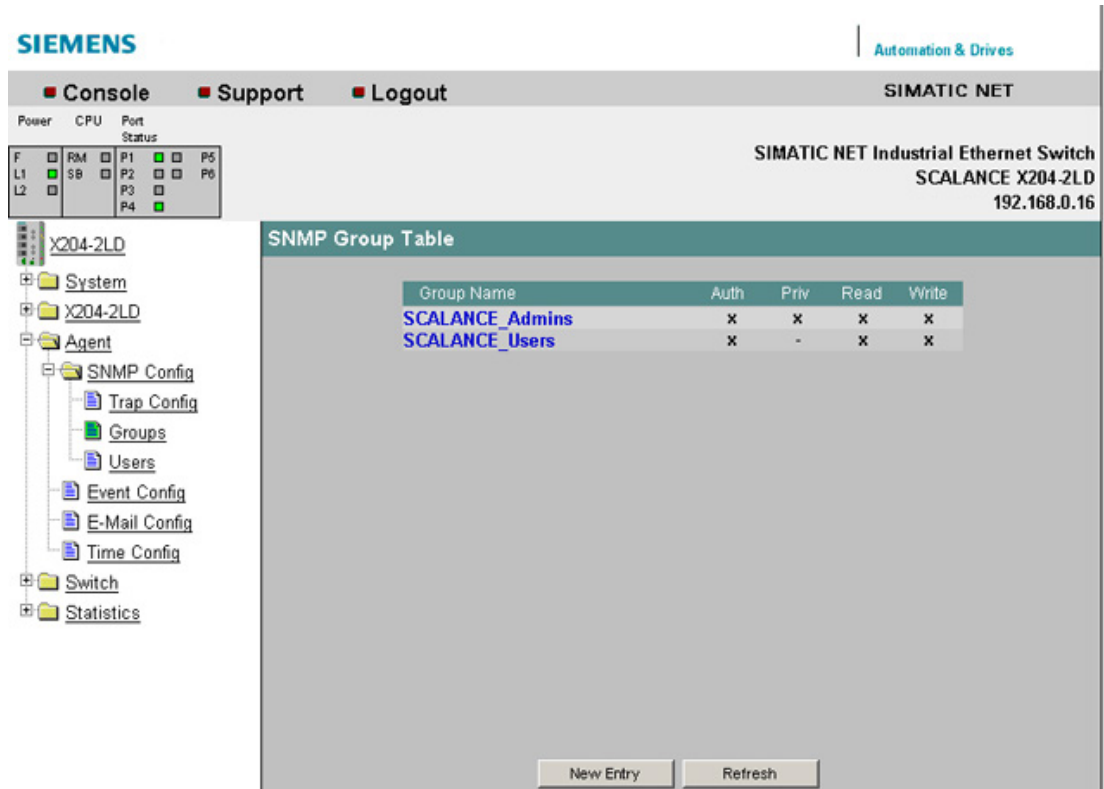 SIEMENS
Automation & Drives
Console Support Logout SIMATIC NET
Power CPU Port Status
F RM P1 P5
L1 SB P2 P6
L2 P3
P4
SIMATIC NET Industrial Ethernet Switch
SCALANCE X204-2LD
192.168.0.16
X204-2LD
System
X204-2LD
Agent
SNMP Config
Trap Config
Groups
Users
Event Config
E-Mail Config
Time Config
Switch
Statistics
SNMP Group Table
Group Name Auth Priv Read Write
SCALANCE_Admins x x x x
SCALANCE_Users x - x x
New Entry Refresh